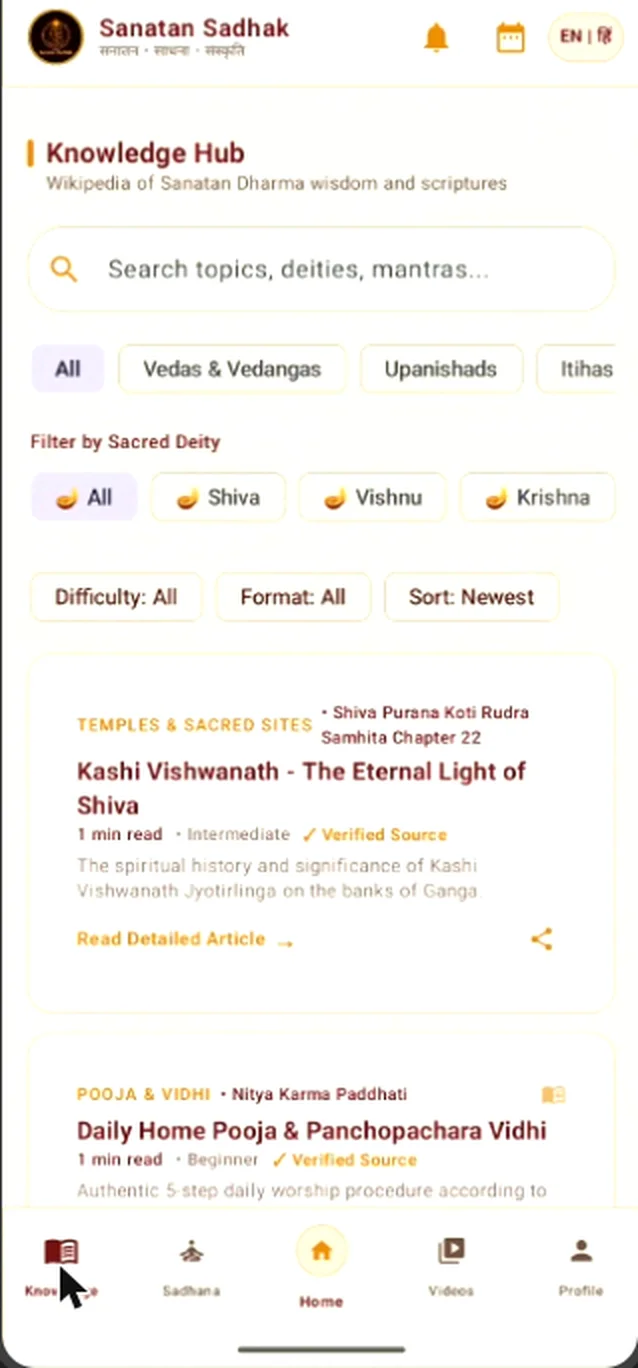 Sanatan Sadhak
सनातन • साधना • संस्कृति
EN | हिं
Knowledge Hub
Wikipedia of Sanatan Dharma wisdom and scriptures
Search topics, deities, mantras...
All
Vedas & Vedangas
Upanishads
Itihas
Filter by Sacred Deity
All
Shiva
Vishnu
Krishna
Difficulty: All
Format: All
Sort: Newest
TEMPLES & SACRED SITES
• Shiva Purana Koti Rudra
Samhita Chapter 22
Kashi Vishwanath - The Eternal Light of
Shiva
1 min read • Intermediate ✓ Verified Source
The spiritual history and significance of Kashi
Vishwanath Jyotirlinga on the banks of Ganga.
Read Detailed Article →
POOJA & VIDHI • Nitya Karma Paddhati
Daily Home Pooja & Panchopachara Vidhi
1 min read • Beginner ✓ Verified Source
Authentic 5-step daily worship procedure according to
Sadhana
Home
Videos
Profile